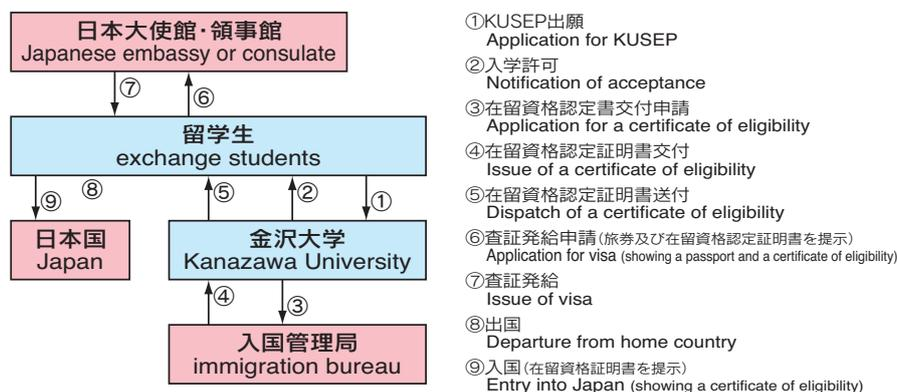 日本大使館・領事館
Japanese embassy or consulate
⑦
⑥
留学生
exchange students
⑨
⑧
⑤
②
①
日本国
Japan
金沢大学
Kanazawa University
④
③
入国管理局
immigration bureau
①KUSEP出願
Application for KUSEP
②入学許可
Notification of acceptance
③在留資格認定書交付申請
Application for a certificate of eligibility
④在留資格認定証明書交付
Issue of a certificate of eligibility
⑤在留資格認定証明書送付
Dispatch of a certificate of eligibility
⑥査証発給申請(旅券及び在留資格認定証明書を提示)
Application for visa (showing a passport and a certificate of eligibility)
⑦査証発給
Issue of visa
⑧出国
Departure from home country
⑨入国(在留資格証明書を提示)
Entry into Japan (showing a certificate of eligibility)